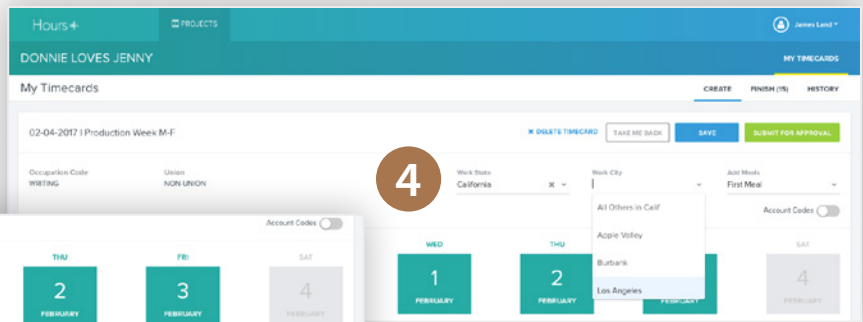 Hours+
PROJECTS
James Land
DONNIE LOVES JENNY
MY TIMECARDS
My Timecards
CREATE
FINISH (15)
HISTORY
02-04-2017 | Production Week M-F
× DELETE TIMECARD
TAKE ME BACK
SAVE
SUBMIT FOR APPROVAL
Occupation Code
WRITING
Union
NON-UNION
4
Work State
California
Work City
Add Meals
First Meal
All Others in Calif
Apple Valley
Burbank
Los Angeles
Account Codes
WED
1
FEBRUARY
THU
2
FEBRUARY
FEBRUARY
SAT
4
FEBRUARY
Account Codes
THU
2
FEBRUARY
FRI
3
FEBRUARY
SAT
4
FEBRUARY